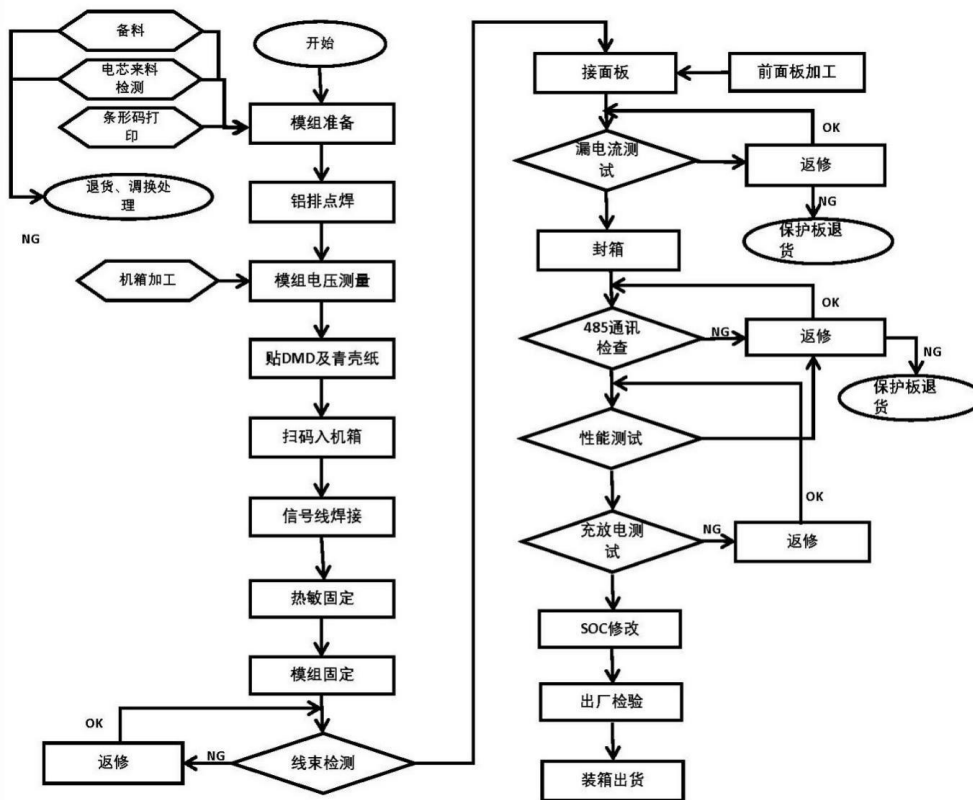 备料
开始
电芯来料
检测
条形码打
印
模组准备
退货、调换处
理
NG
铝排点焊
机箱加工
模组电压测量
贴DMD及青壳纸
扫码入机箱
信号线焊接
热敏固定
模组固定
OK
返修
NG
线束检测
接面板
前面板加工
OK
漏电流测
试
返修
NG
保护板退
货
封箱
OK
485通讯
检查
NG
返修
NG
保护板退
货
性能测试
OK
充放电测
试
NG
返修
SOC修改
出厂检验
装箱出货